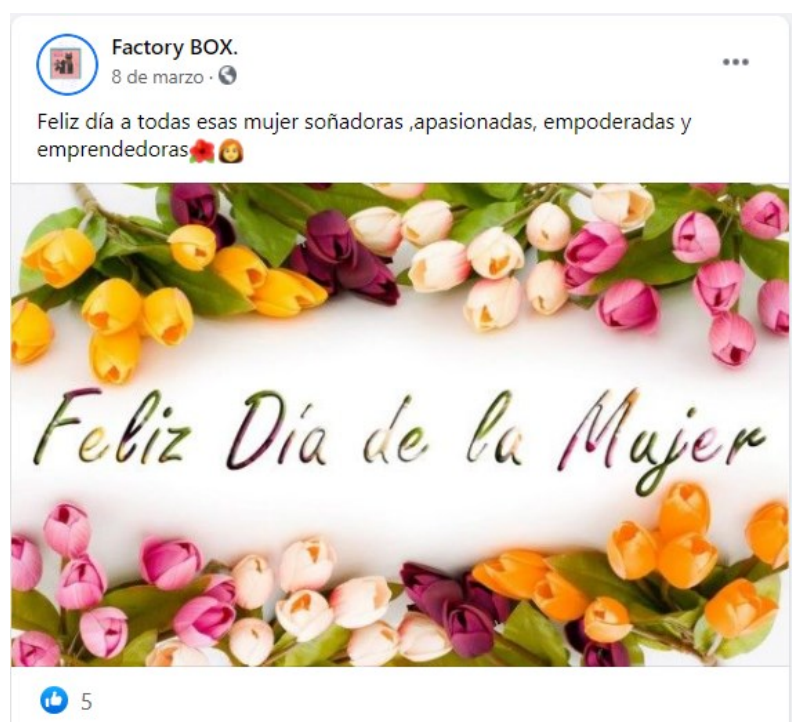 Factory BOX.
8 de marzo ·
Feliz día a todas esas mujer soñadoras ,apasionadas, empoderadas y
emprendedoras🌺👩
Feliz Día de la Mujer
5